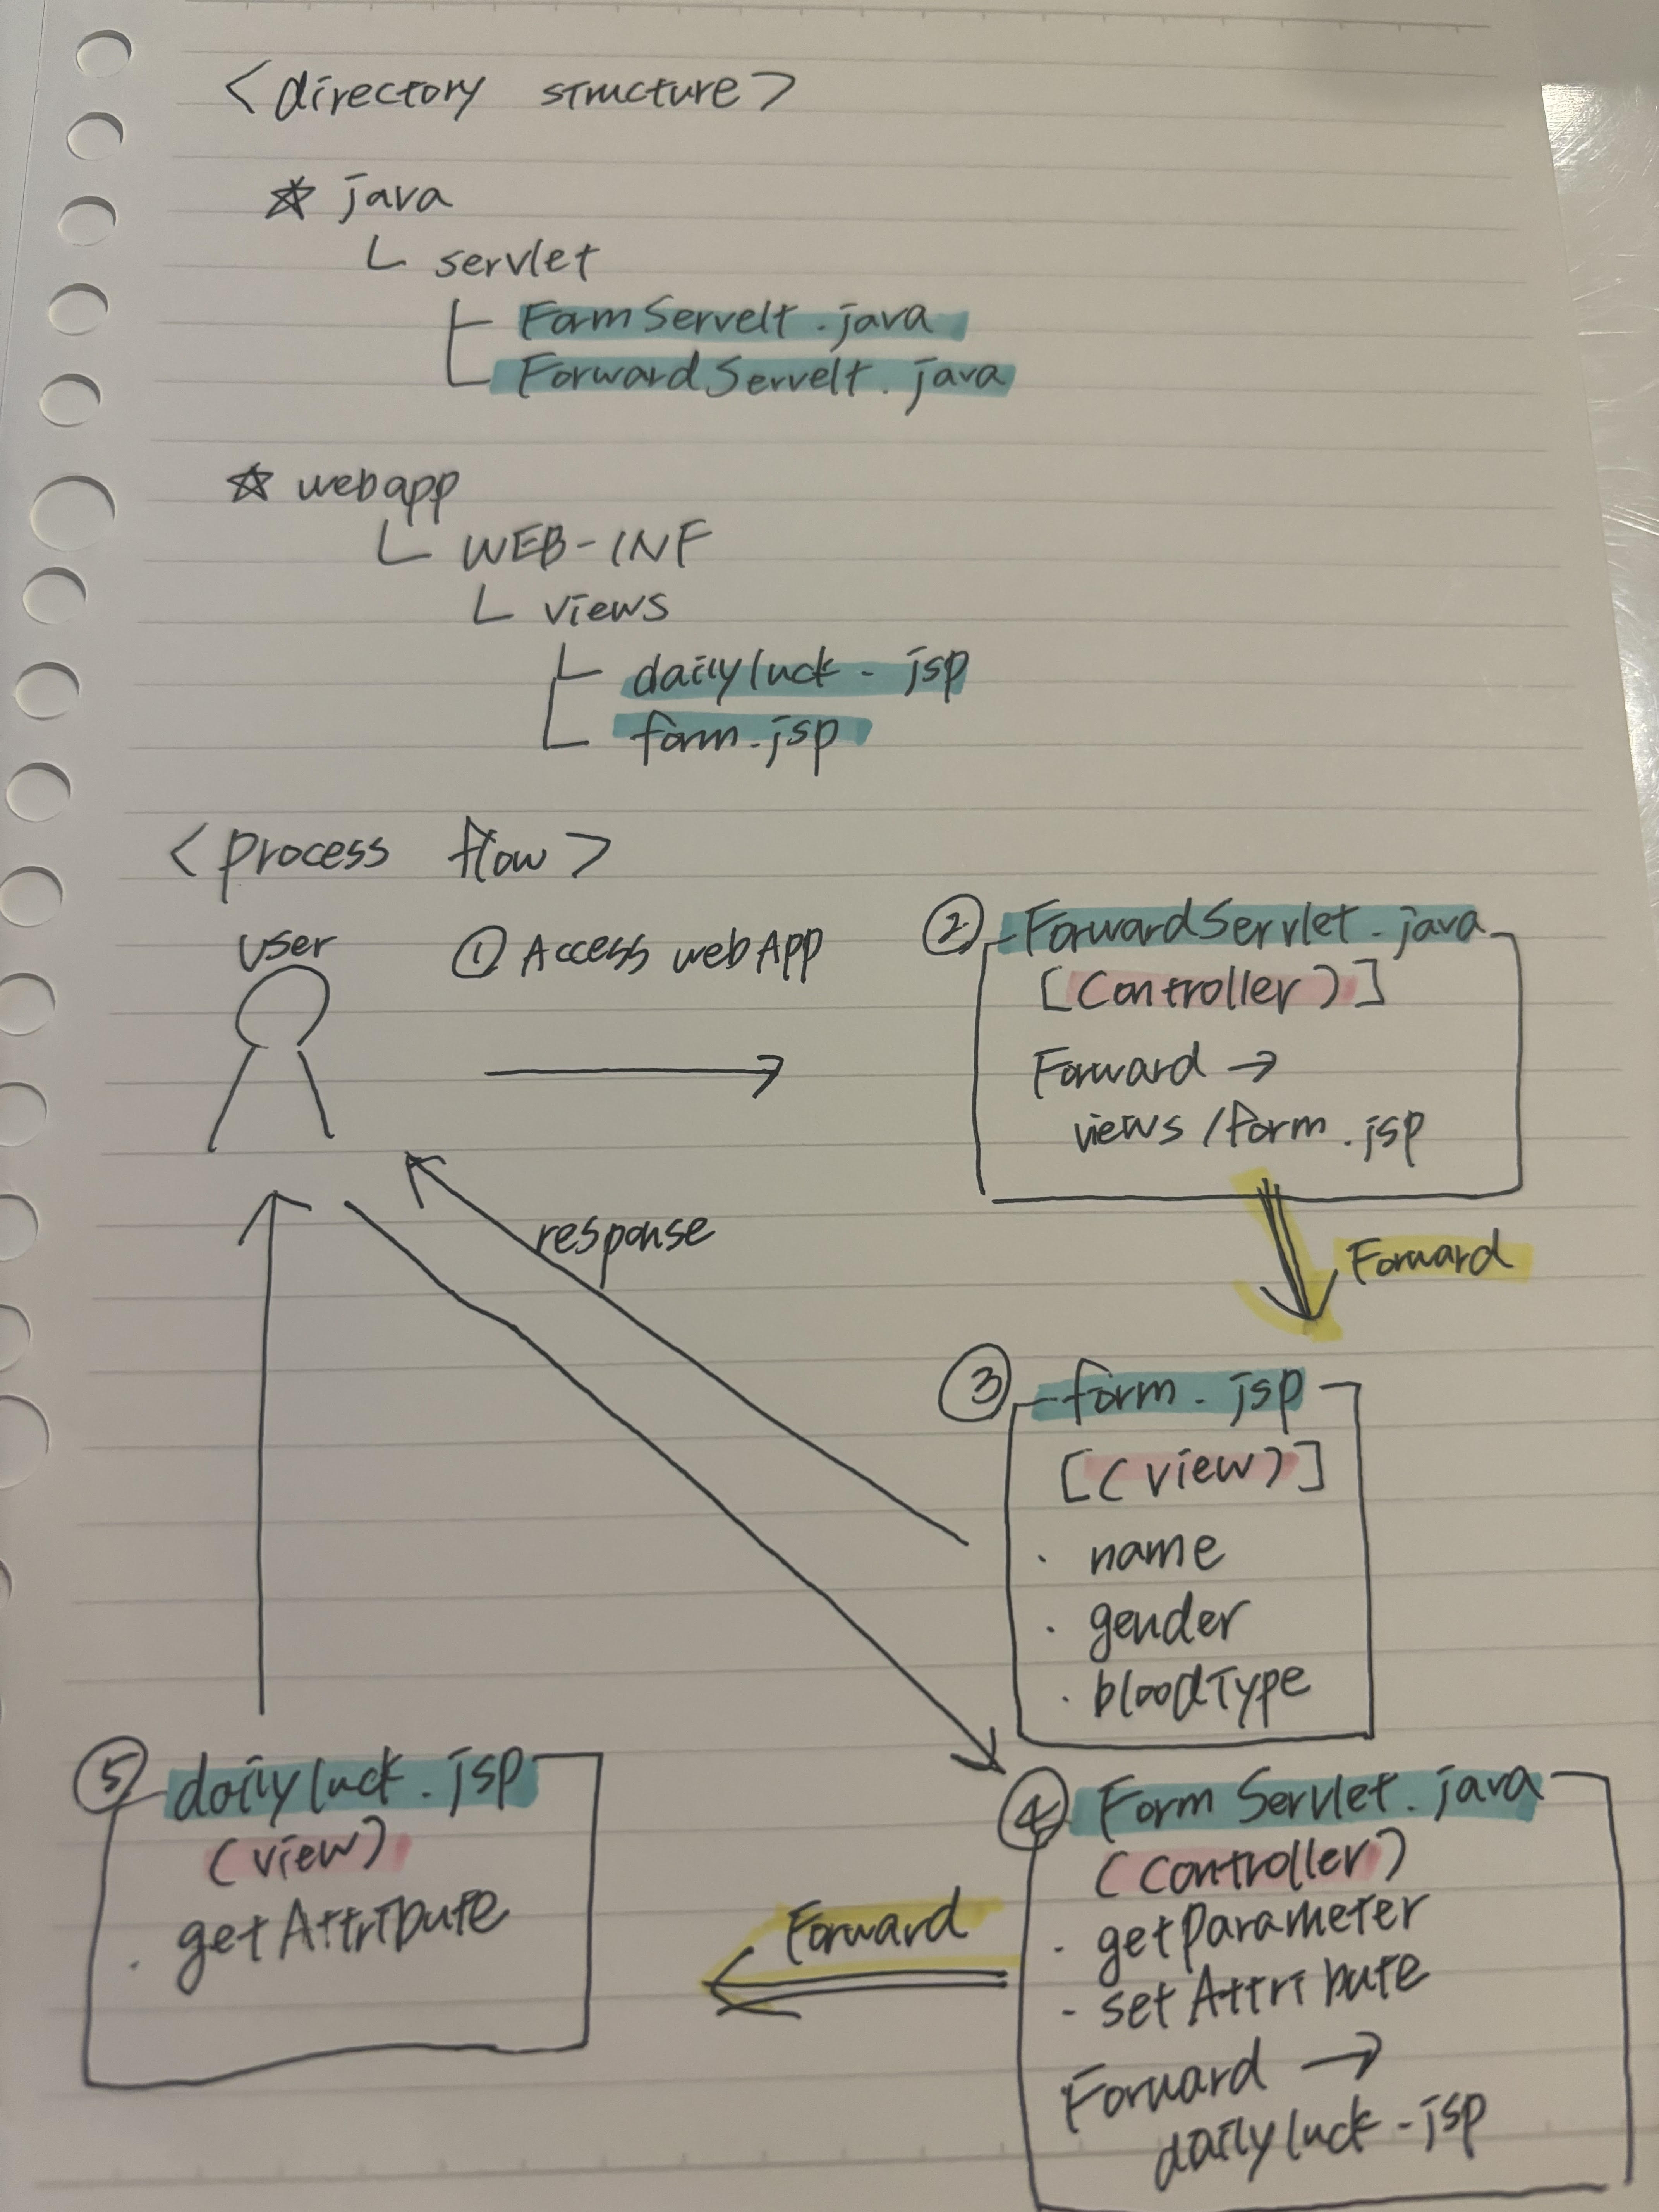 <directory structure>
☆ java
└ servlet
├ FormServelt.java
└ ForwardServelt.java
☆ webapp
└ WEB-INF
└ views
├ dailyluck.jsp
└ form.jsp
<process flow>
user
① Access webApp
② ForwardServlet.java
[Controller)]
Forward →
views/form.jsp
response
Forward
③ form.jsp
[(view)]
・ name
・ gender
・ bloodType
④ FormServlet.java
(controller)
・ getparameter
- setAttribute
Forward →
dailyluck.jsp
Forward
⑤ dailyluck.jsp
(view)
・ getAttribute